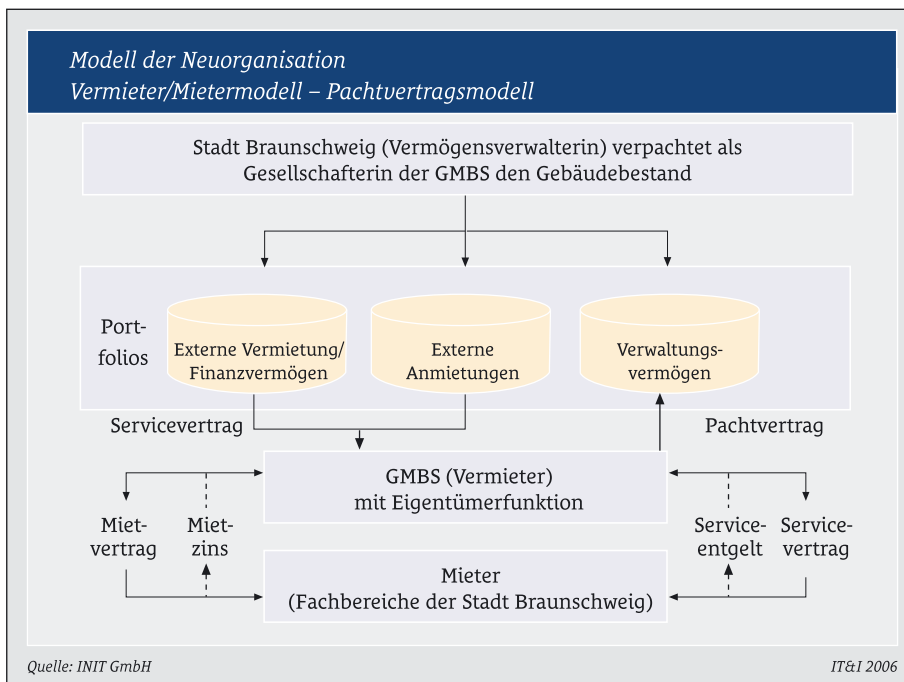 Modell der Neuorganisation
Vermieter/Mietermodell – Pachtvertragsmodell
Stadt Braunschweig (Vermögensverwalterin) verpachtet als
Gesellschafterin der GMBS den Gebäudebestand
Port-
folios
Externe Vermietung/
Finanzvermögen
Externe
Anmietungen
Verwaltungs-
vermögen
Servicevertrag
Pachtvertrag
GMBS (Vermieter)
mit Eigentümerfunktion
Miet-
vertrag
Miet-
zins
Service-
entgelt
Service-
vertrag
Mieter
(Fachbereiche der Stadt Braunschweig)
Quelle: INIT GmbH
IT&I 2006